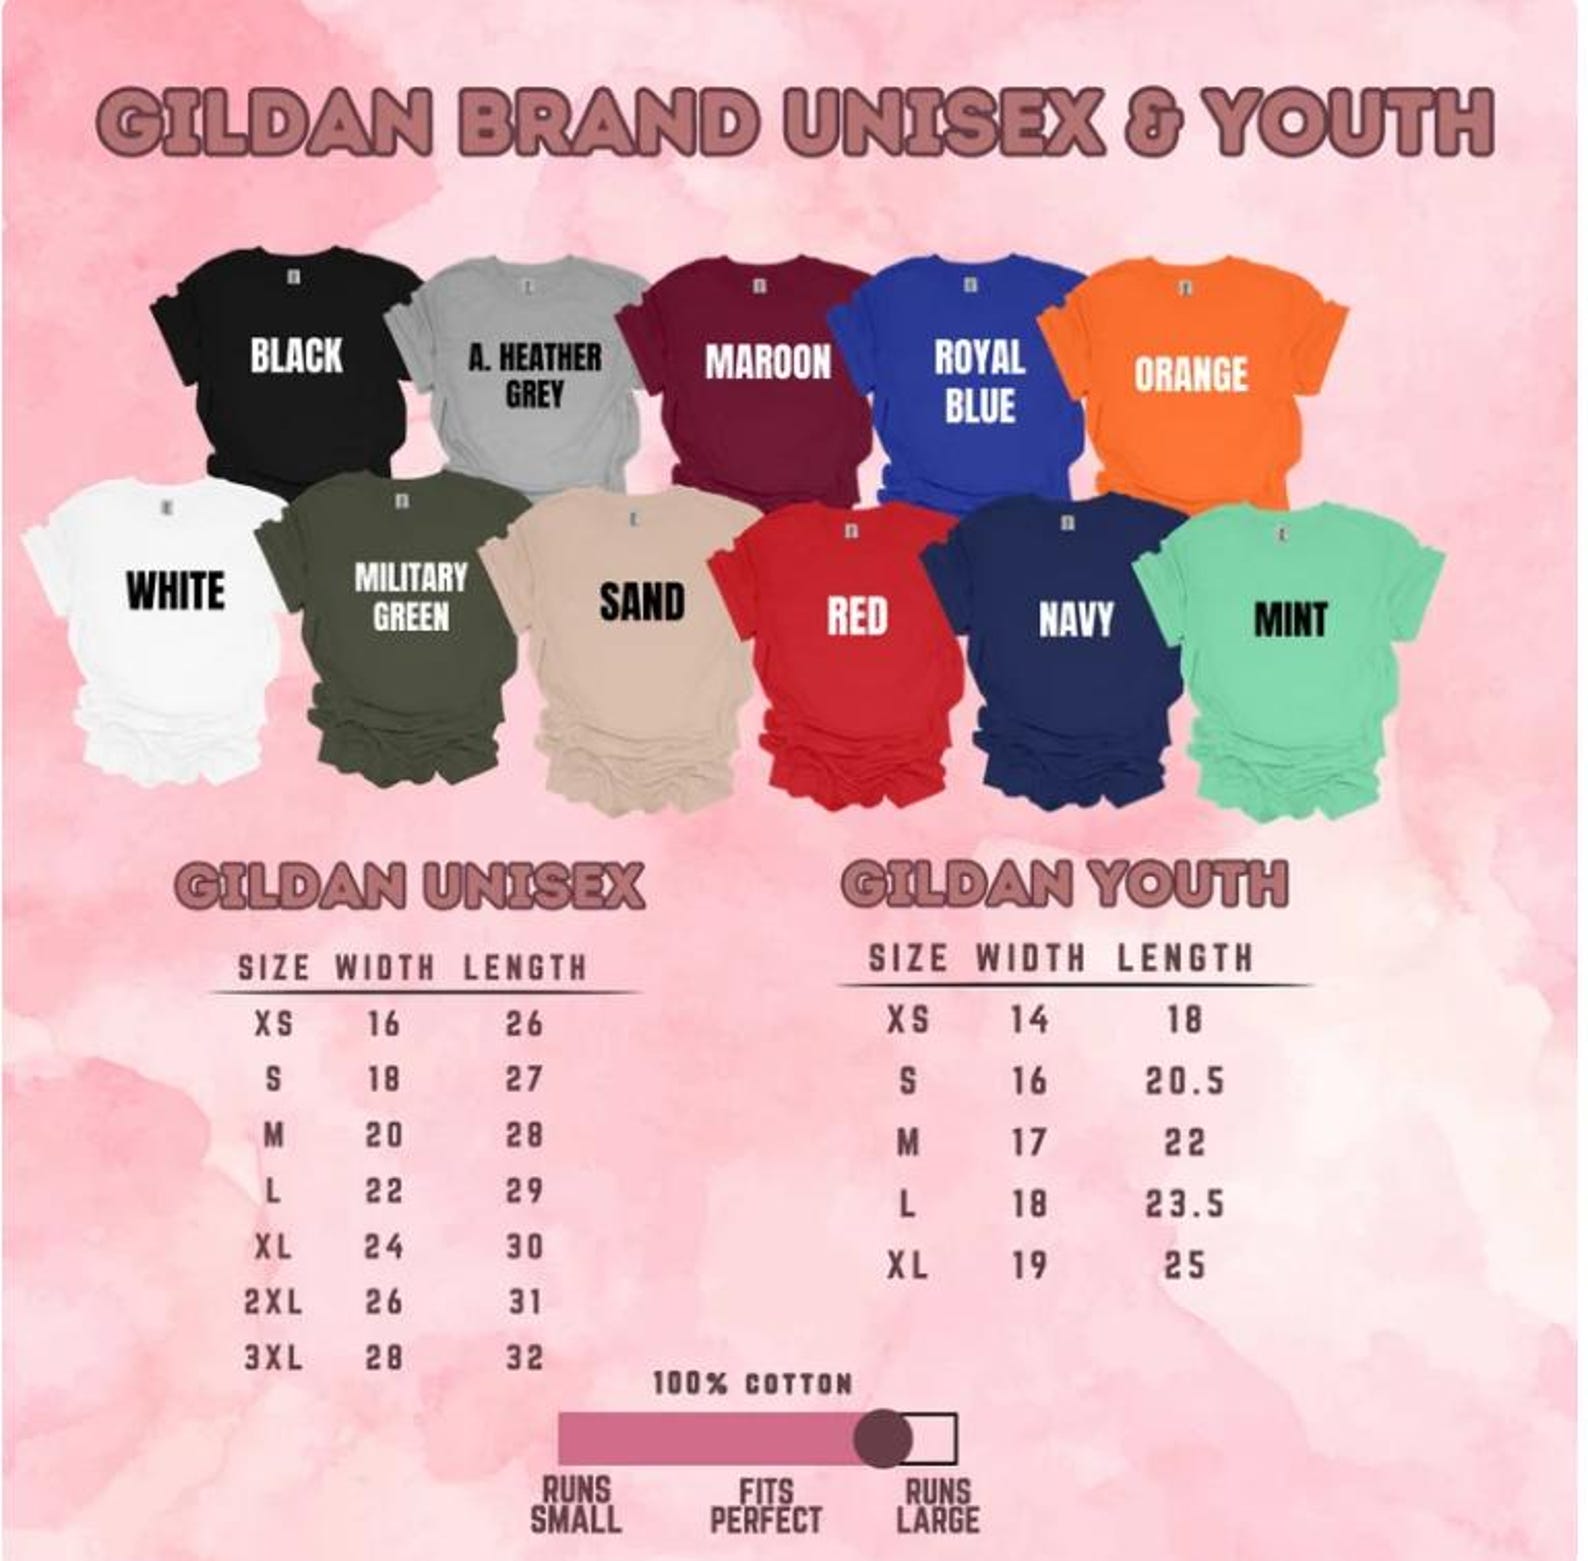 GILDAN BRAND UNISEX & YOUTH
BLACK
A. HEATHER
GREY
MAROON
ROYAL
BLUE
ORANGE
WHITE
MILITARY
GREEN
SAND
RED
NAVY
MINT
GILDAN UNISEX
SIZE WIDTH LENGTH
XS 16 26
S 18 27
M 20 28
L 22 29
XL 24 30
2XL 26 31
3XL 28 32
GILDAN YOUTH
SIZE WIDTH LENGTH
XS 14 18
S 16 20.5
M 17 22
L 18 23.5
XL 19 25
100% COTTON
RUNS
SMALL
FITS
PERFECT
RUNS
LARGE